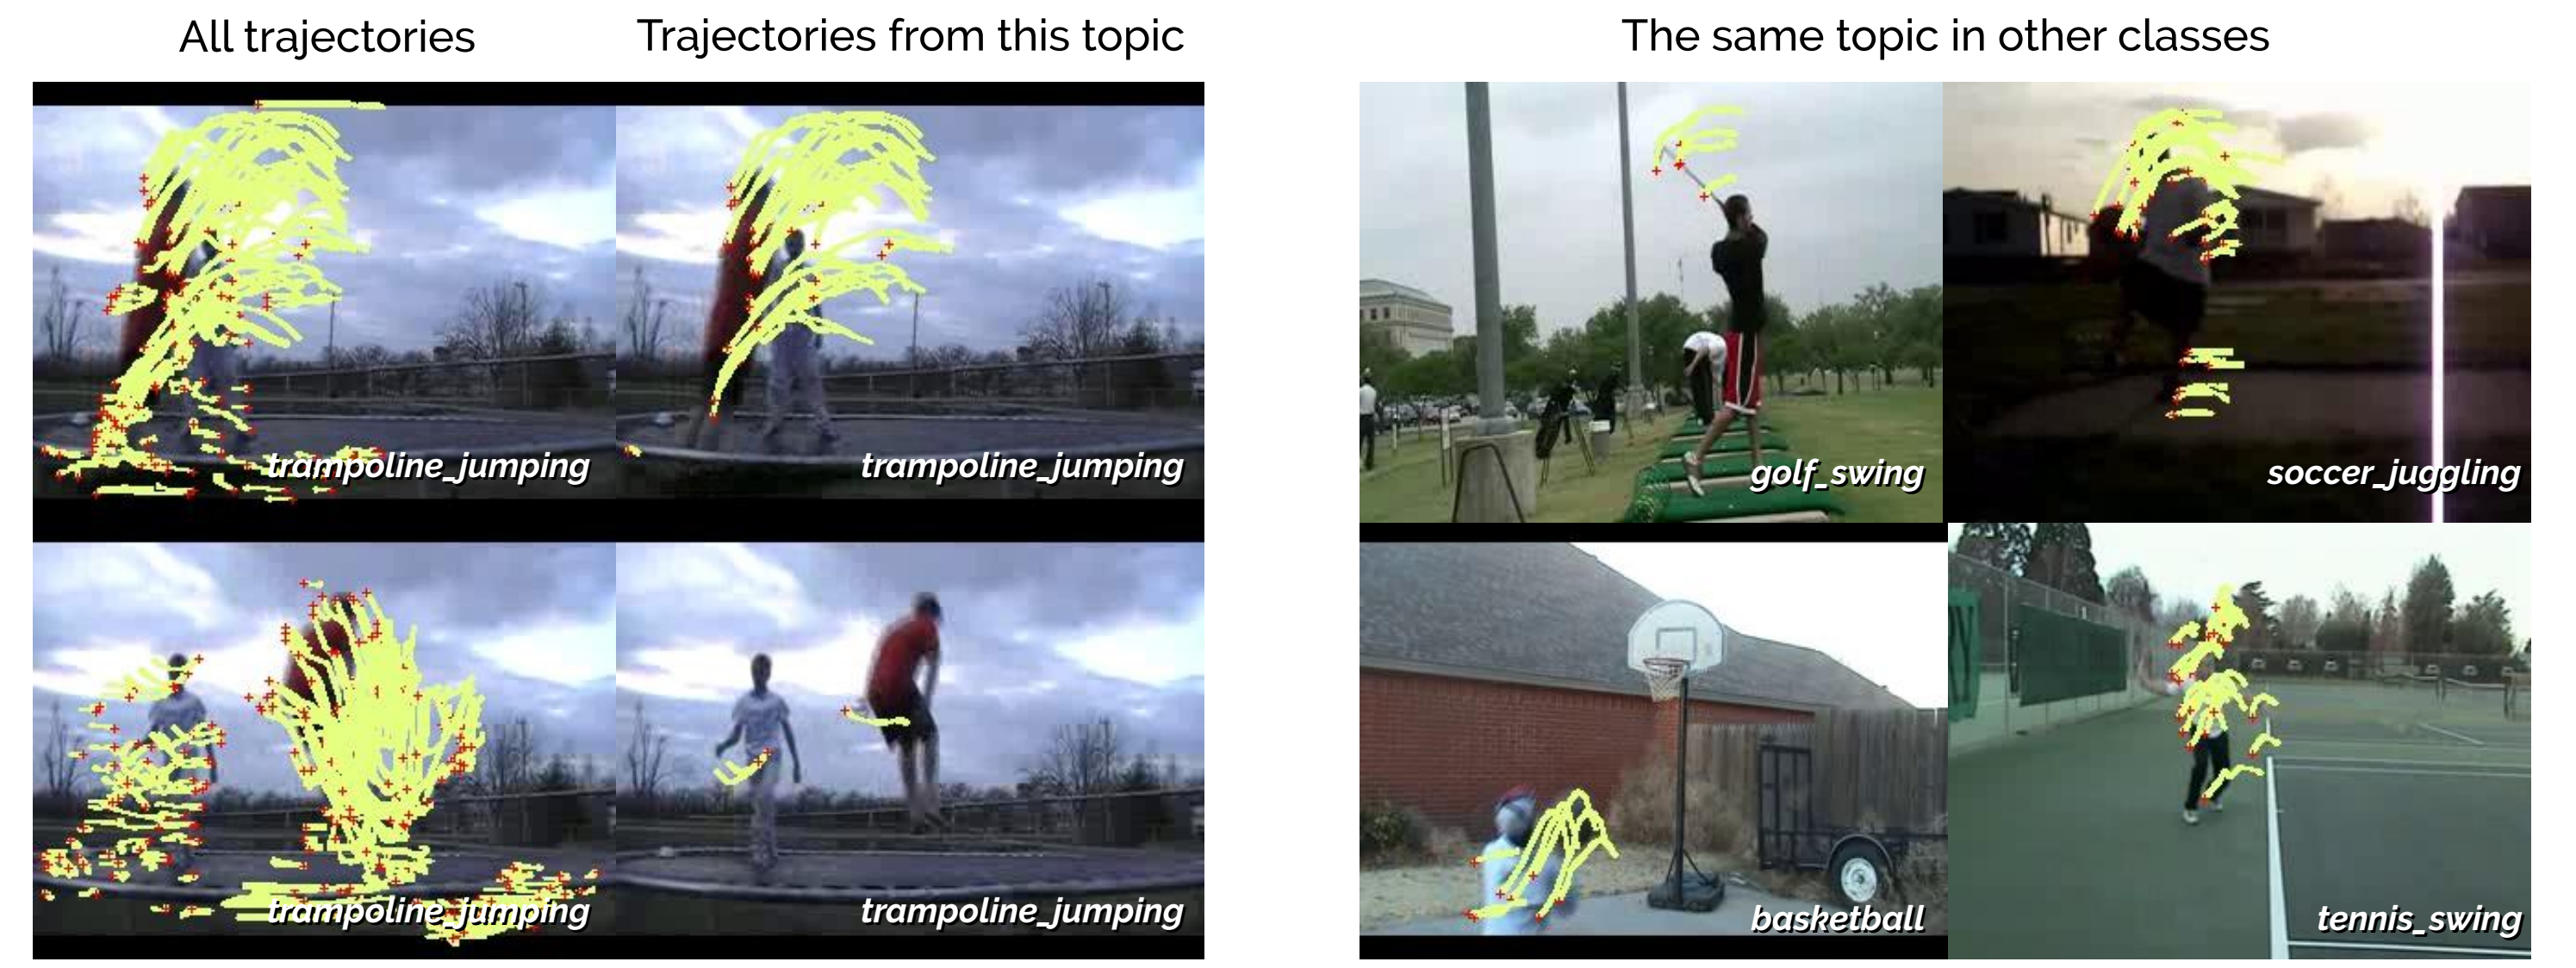 All trajectories
Trajectories from this topic
The same topic in other classes
trampoline_jumping
trampoline_jumping
golf_swing
soccer_juggling
trampoline_jumping
trampoline_jumping
basketball
tennis_swing